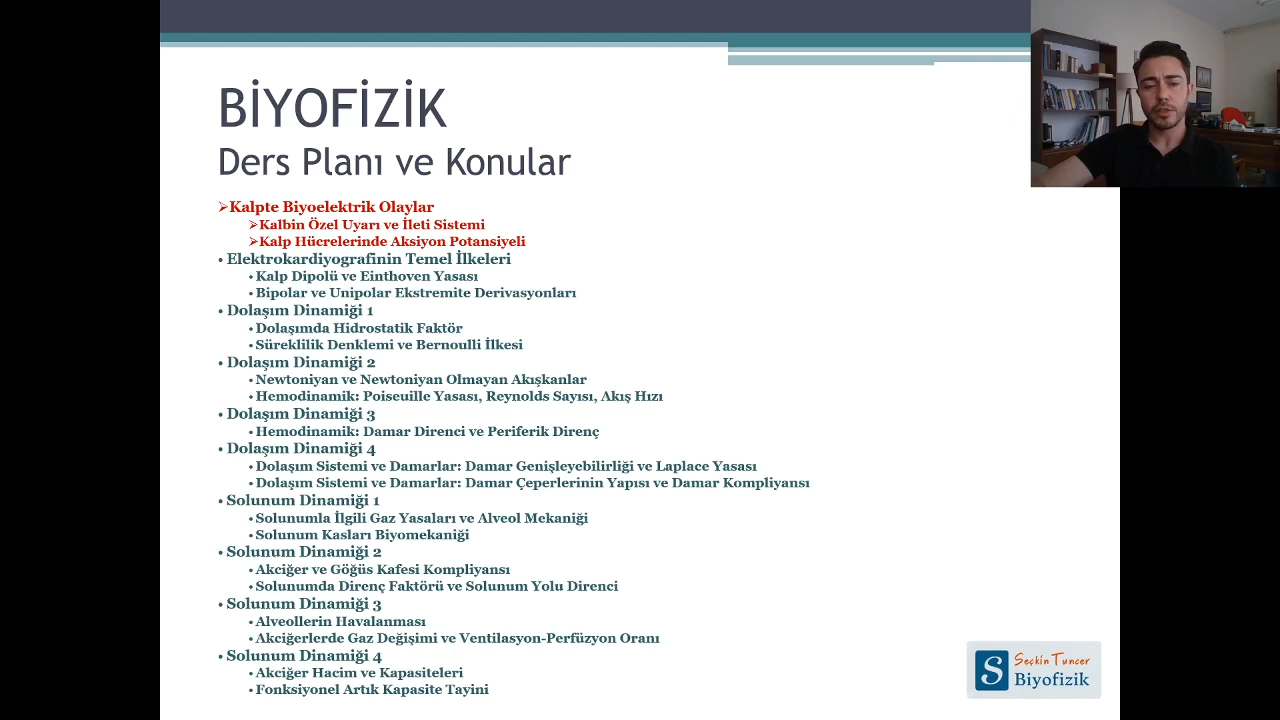 BİYOFİZİK
Ders Planı ve Konular
➢Kalpte Biyoelektrik Olaylar
➢Kalbin Özel Uyarı ve İleti Sistemi
➢Kalp Hücrelerinde Aksiyon Potansiyeli
• Elektrokardiyografinin Temel İlkeleri
• Kalp Dipolü ve Einthoven Yasası
• Bipolar ve Unipolar Ekstremite Derivasyonları
• Dolaşım Dinamiği 1
• Dolaşımda Hidrostatik Faktör
• Süreklilik Denklemi ve Bernoulli İlkesi
• Dolaşım Dinamiği 2
• Newtoniyan ve Newtoniyan Olmayan Akışkanlar
• Hemodinamik: Poiseuille Yasası, Reynolds Sayısı, Akış Hızı
• Dolaşım Dinamiği 3
• Hemodinamik: Damar Direnci ve Periferik Direnç
• Dolaşım Dinamiği 4
• Dolaşım Sistemi ve Damarlar: Damar Genişleyebilirliği ve Laplace Yasası
• Dolaşım Sistemi ve Damarlar: Damar Çeperlerinin Yapısı ve Damar Kompliyansı
• Solunum Dinamiği 1
• Solunumla İlgili Gaz Yasaları ve Alveol Mekaniği
• Solunum Kasları Biyomekaniği
• Solunum Dinamiği 2
• Akciğer ve Göğüs Kafesi Kompliyansı
• Solunumda Direnç Faktörü ve Solunum Yolu Direnci
• Solunum Dinamiği 3
• Alveollerin Havalanması
• Akciğerlerde Gaz Değişimi ve Ventilasyon-Perfüzyon Oranı
• Solunum Dinamiği 4
• Akciğer Hacim ve Kapasiteleri
• Fonksiyonel Artık Kapasite Tayini
S
Seçkin Tuncer
Biyofizik